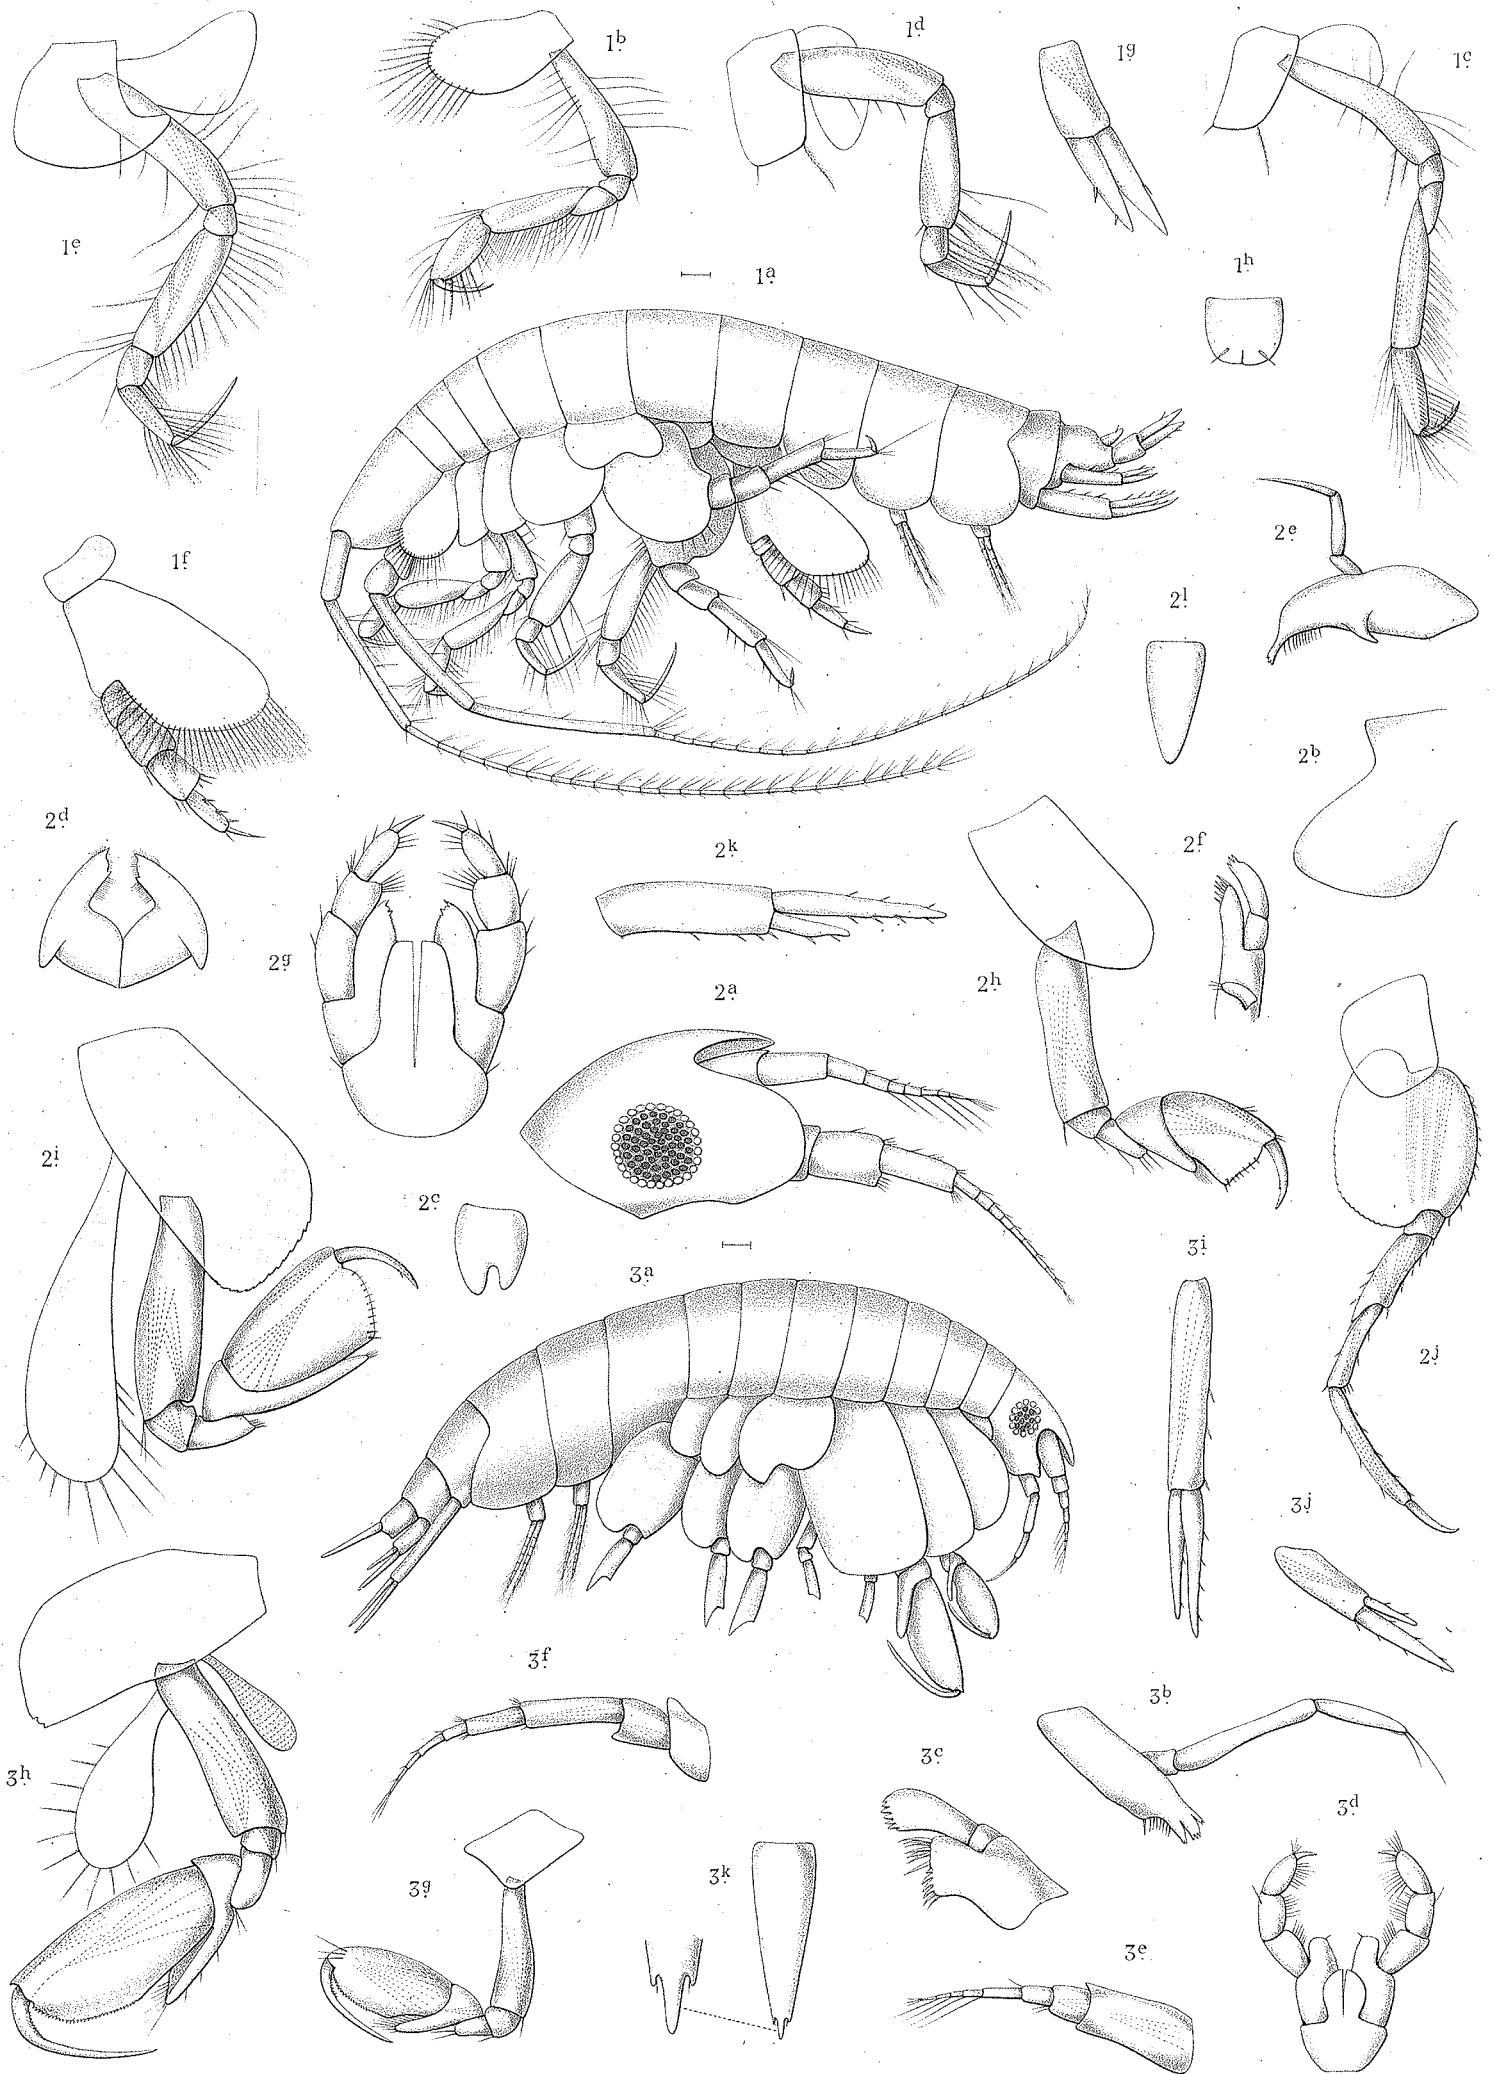 1b.
1d.
1g.
1c.
1e.
1a.
1h.
1f.
2e.
2l.
2b.
2d.
2k.
2f.
2g.
2a.
2h.
2i.
2c.
3i.
3a.
2j.
3j.
3f.
3b.
3h.
3c.
3d.
3g.
3k.
3e.